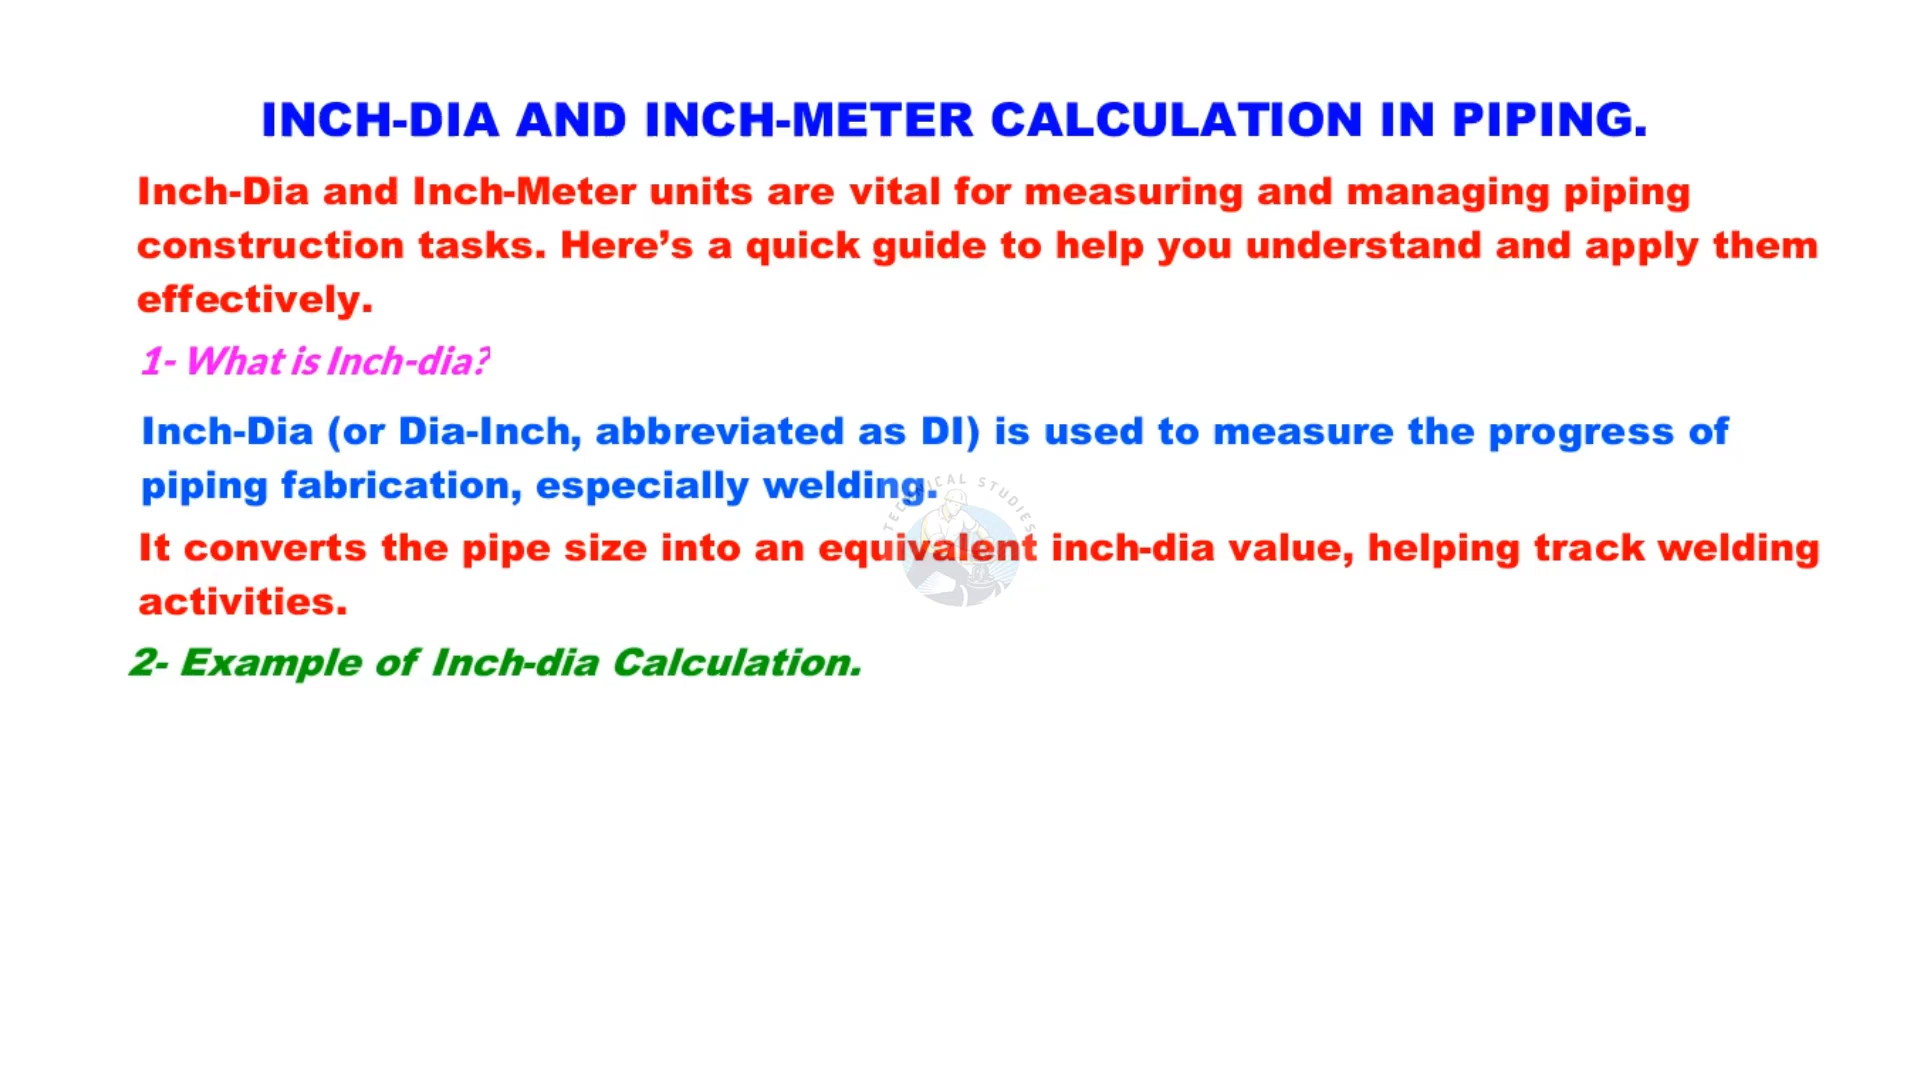 INCH-DIA AND INCH-METER CALCULATION IN PIPING.
Inch-Dia and Inch-Meter units are vital for measuring and managing piping
construction tasks. Here’s a quick guide to help you understand and apply them
effectively.
1- What is Inch-dia?
Inch-Dia (or Dia-Inch, abbreviated as DI) is used to measure the progress of
piping fabrication, especially welding.
TECHNICAL STUDIES
It converts the pipe size into an equivalent inch-dia value, helping track welding
activities.
2- Example of Inch-dia Calculation.